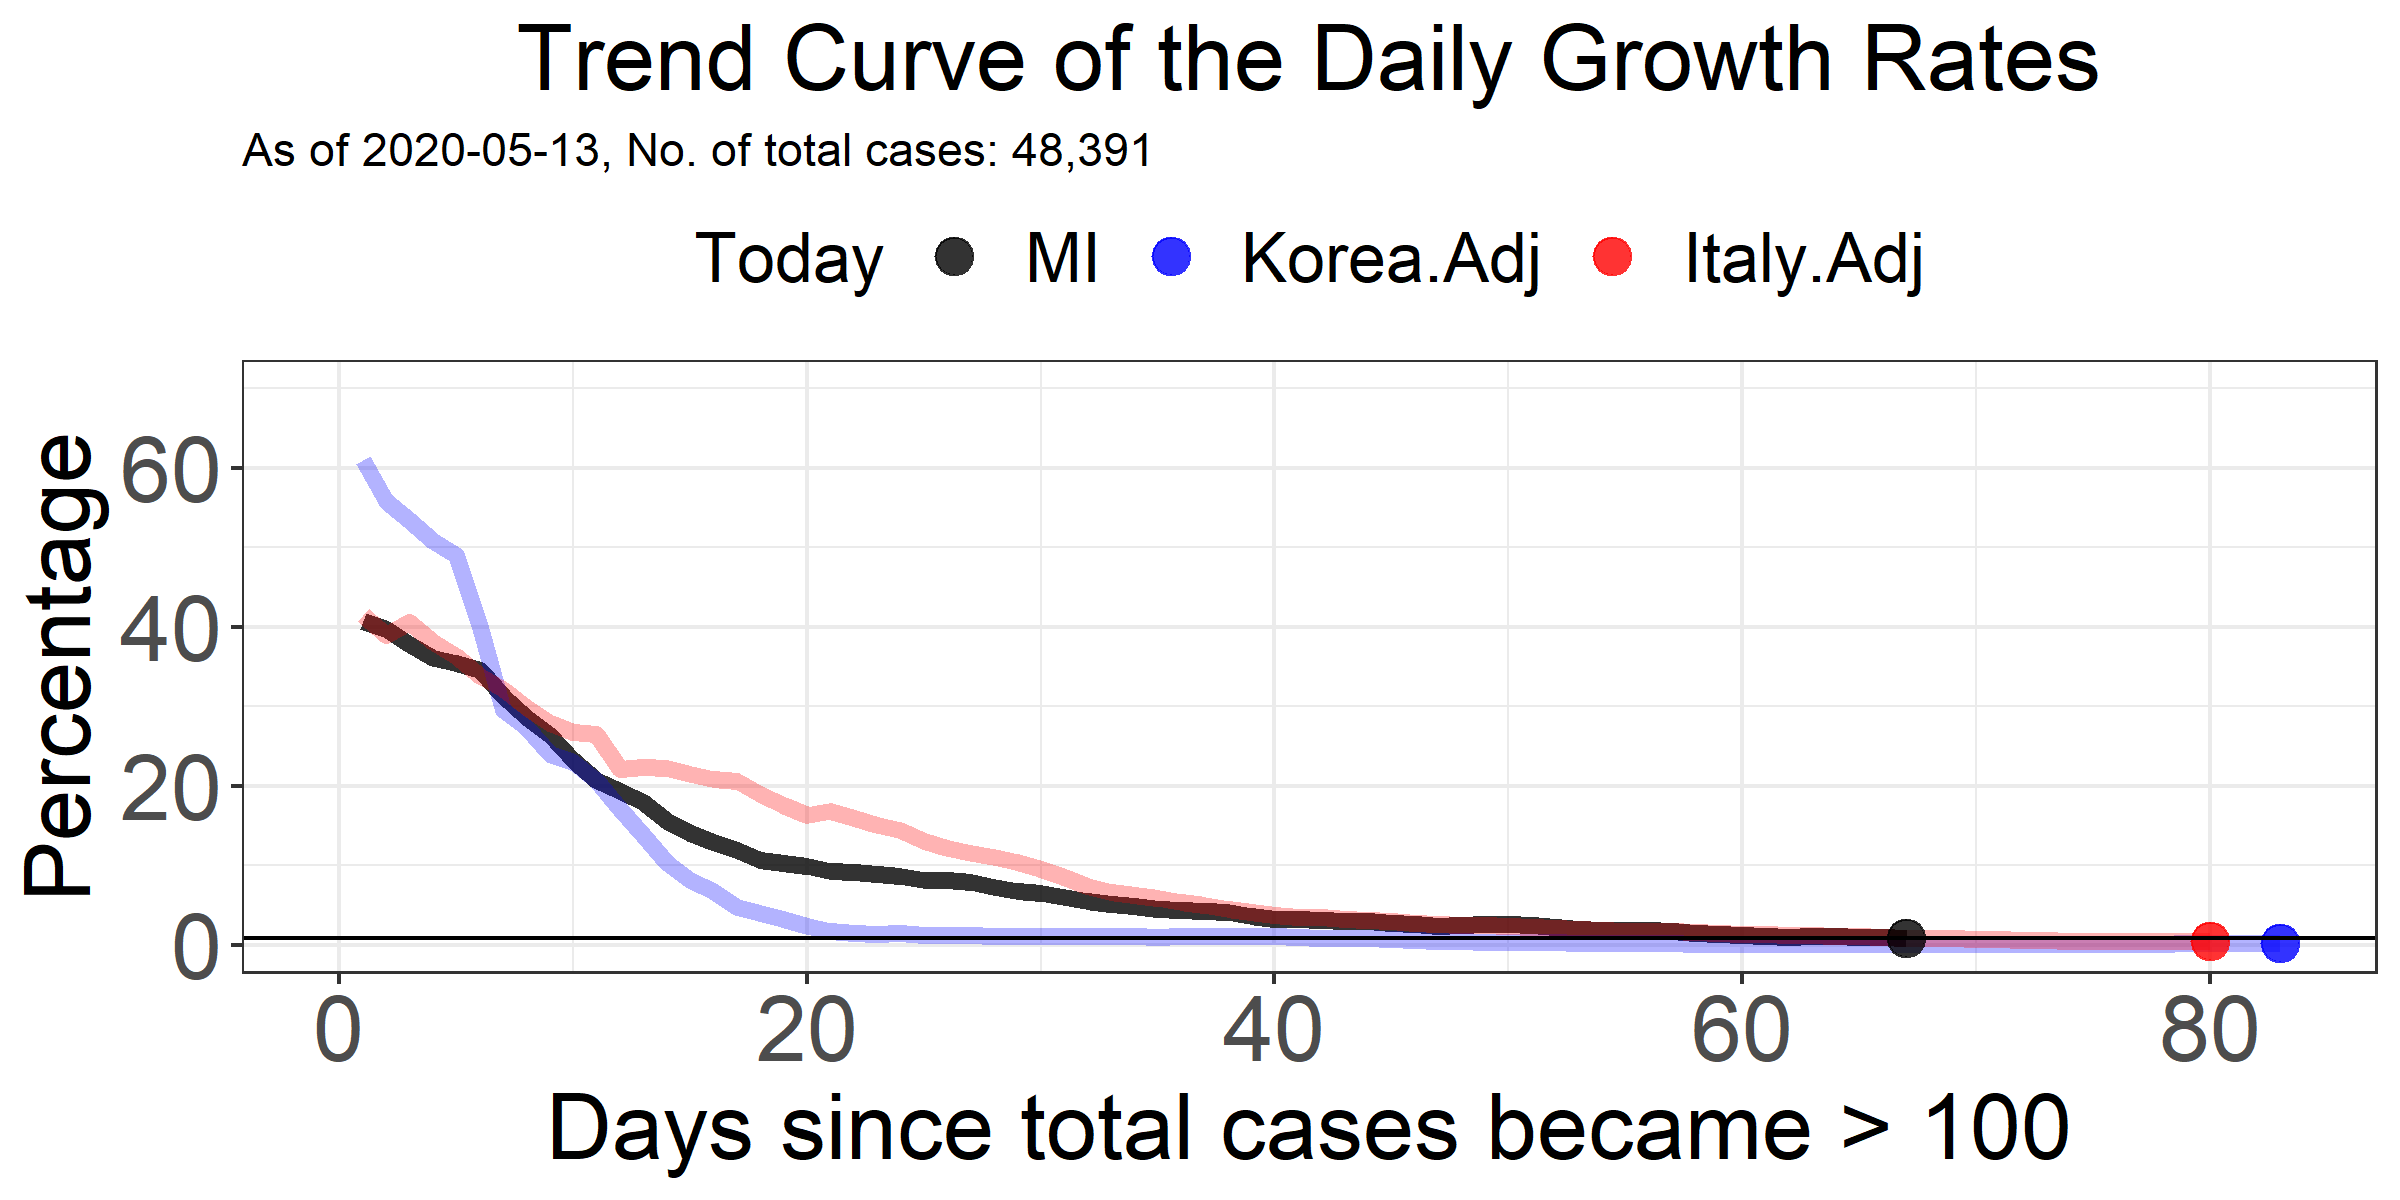 Trend Curve of the Daily Growth Rates
As of 2020-05-13, No. of total cases: 48,391
Today MI Korea.Adj Italy.Adj
Percentage
60
40
20
0
0 20 40 60 80
Days since total cases became > 100